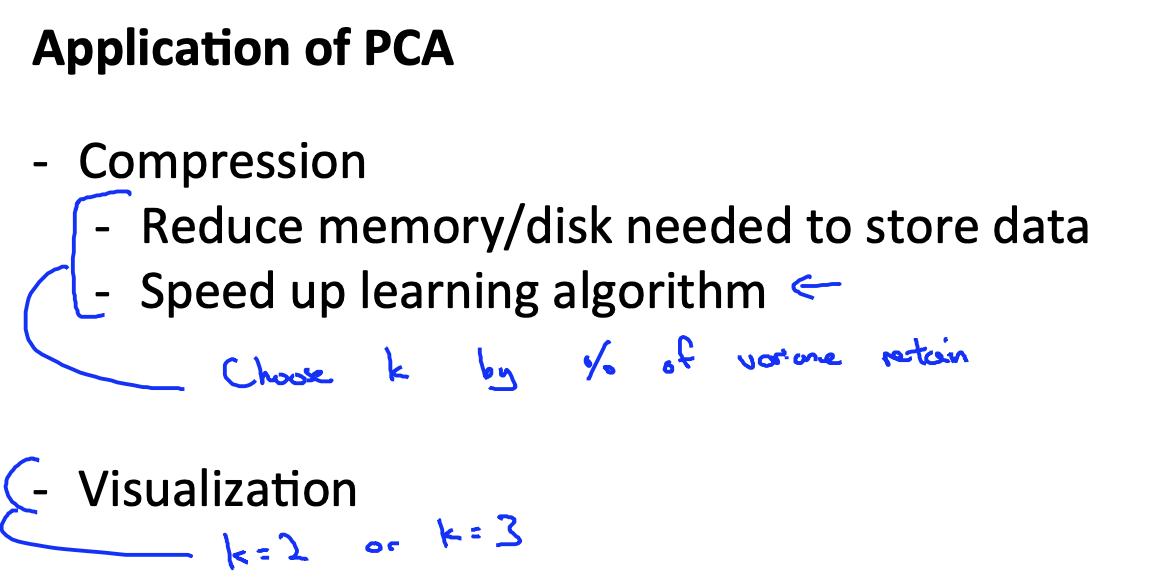 Application of PCA
- Compression
- Reduce memory/disk needed to store data
- Speed up learning algorithm ←
Choose k by % of variance retain
- Visualization
k=2 or k=3